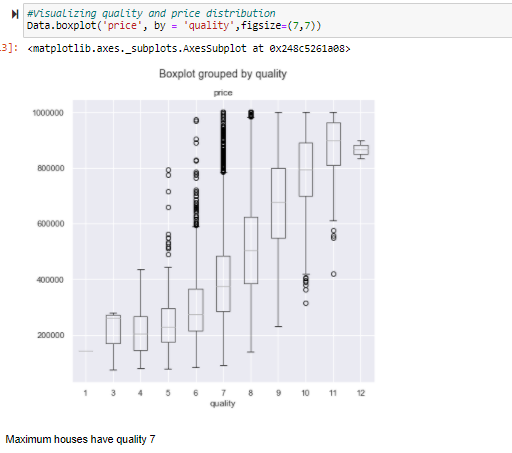 #Visualizing quality and price distribution
Data.boxplot('price', by = 'quality',figsize=(7,7))
3]: <matplotlib.axes._subplots.AxesSubplot at 0x248c5261a08>
Boxplot grouped by quality
price
1000000
800000
600000
400000
200000
1 3 4 5 6 7 8 9 10 11 12
quality
Maximum houses have quality 7